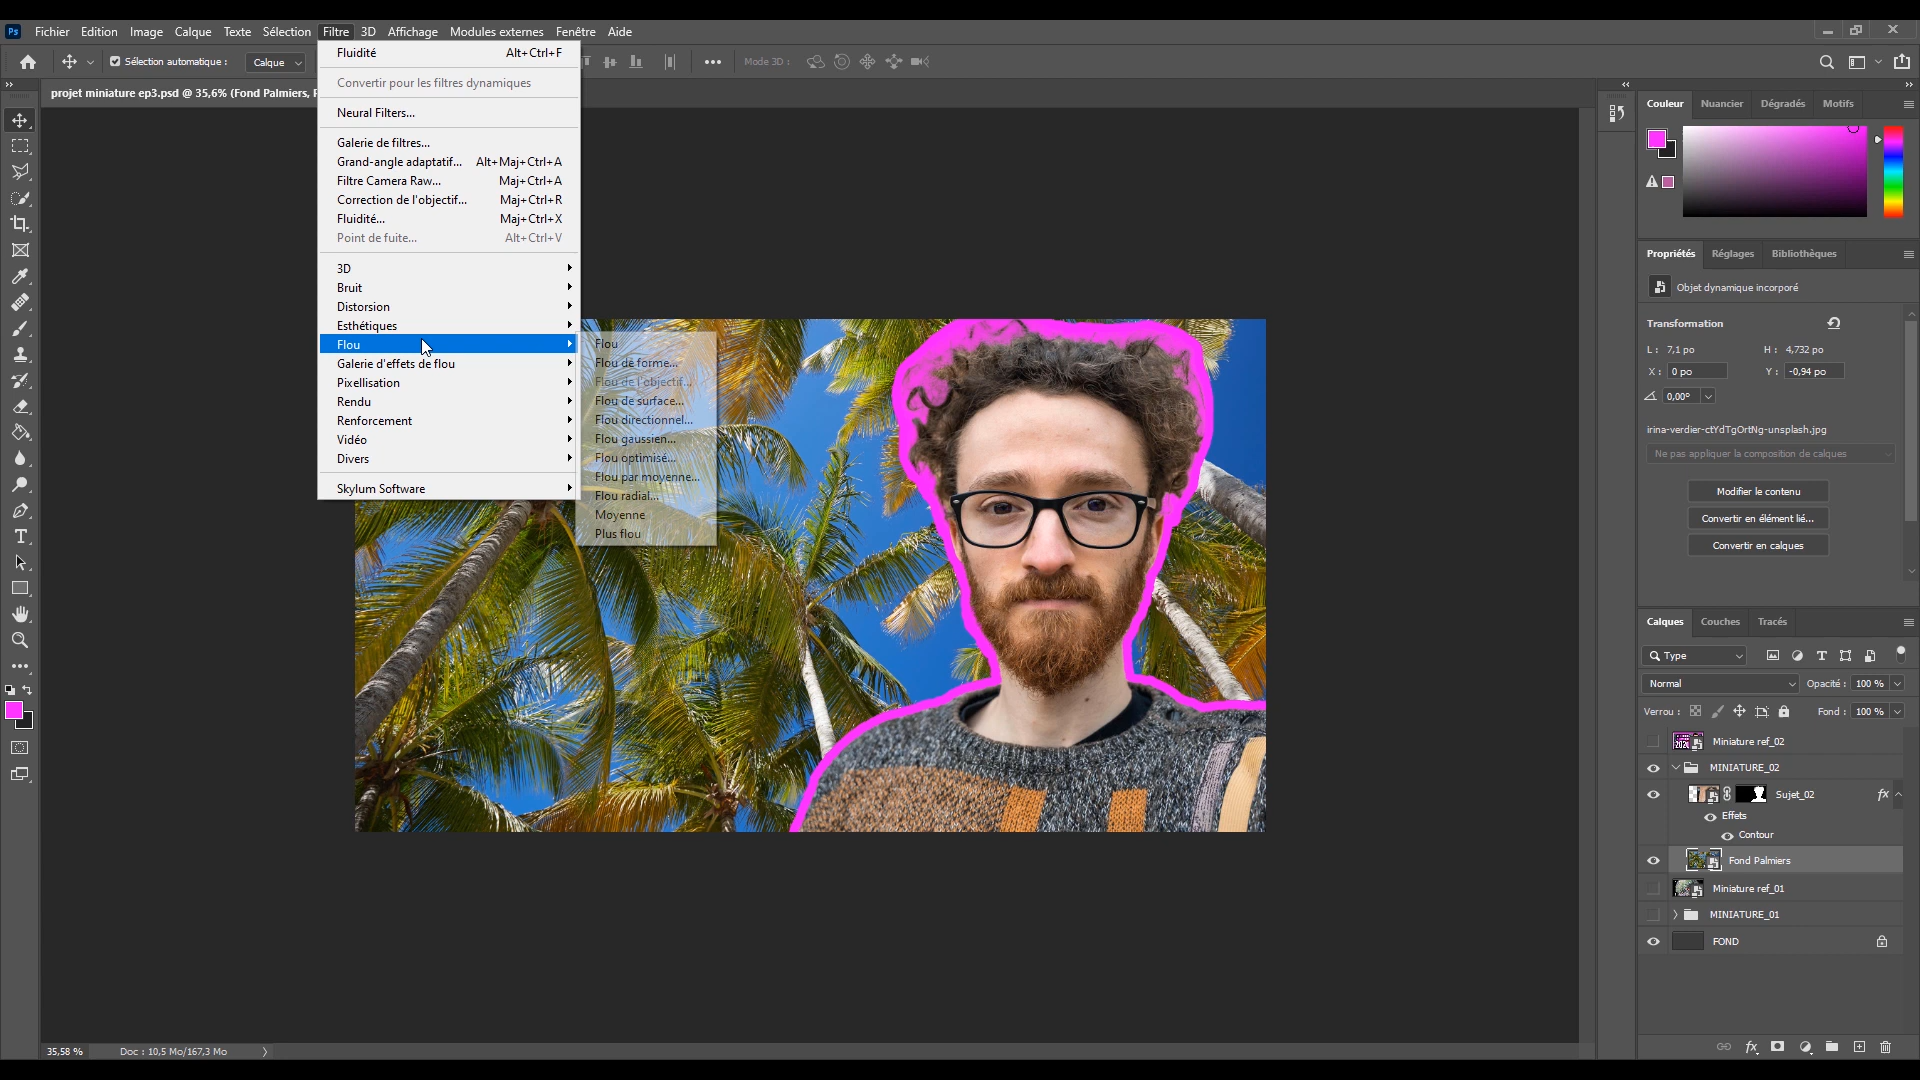 Ps Fichier Edition Image Calque Texte Sélection Filtre 3D Affichage Modules externes Fenêtre Aide
Sélection automatique : Calque Mode 3D :
projet miniature ep3.psd @ 35,6% (Fond Palmiers,
Fluidité Alt+Ctrl+F
Convertir pour les filtres dynamiques
Neural Filters...
Galerie de filtres...
Grand-angle adaptatif... Alt+Maj+Ctrl+A
Filtre Camera Raw... Maj+Ctrl+A
Correction de l'objectif... Maj+Ctrl+R
Fluidité... Maj+Ctrl+X
Point de fuite... Alt+Ctrl+V
3D
Bruit
Distorsion
Esthétiques
Flou
Galerie d'effets de flou
Pixellisation
Rendu
Renforcement
Vidéo
Divers
Skylum Software
Flou
Flou de forme...
Flou de l'objectif...
Flou de surface...
Flou directionnel...
Flou gaussien...
Flou optimisé...
Flou par moyenne...
Flou radial...
Moyenne
Plus flou
Couleur Nuancier Dégradés Motifs
Propriétés Réglages Bibliothèques
Objet dynamique incorporé
Transformation
L : 7,1 po H : 4,732 po
X : 0 po Y : -0,94 po
0,00°
irina-verdier-ctYdTgOrtNg-unsplash.jpg
Ne pas appliquer la composition de calques
Modifier le contenu
Convertir en élément lié...
Convertir en calques
Calques Couches Tracés
Type
Normal Opacité : 100 %
Verrou : Fond : 100 %
Miniature ref_02
MINIATURE_02
Sujet_02 fx
Effets
Contour
Fond Palmiers
Miniature ref_01
MINIATURE_01
FOND
35,58 % Doc : 10,5 Mo/167,3 Mo